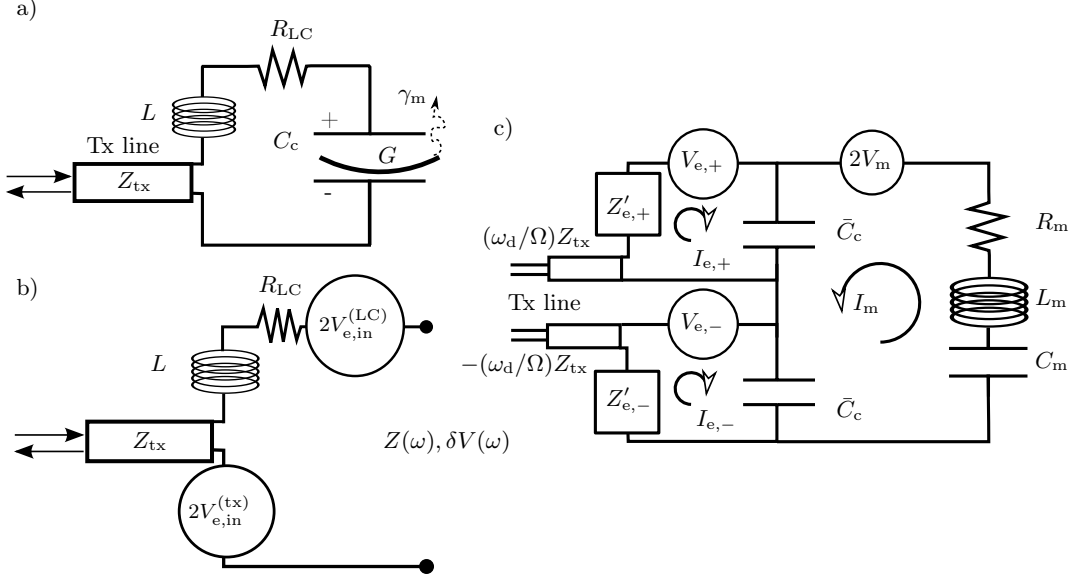 a)
R_LC
γ_m
L
+
C_c
G
-
Tx line
Z_tx
b)
R_LC
2V_e,in^(LC)
L
Z_tx
Z(ω), δV(ω)
2V_e,in^(tx)
c)
V_e,+
2V_m
Z′_e,+
(ω_d/Ω)Z_tx
C̄_c
R_m
I_e,+
Tx line
V_e,-
I_m
L_m
-(ω_d/Ω)Z_tx
C_m
Z′_e,-
I_e,-
C̄_c